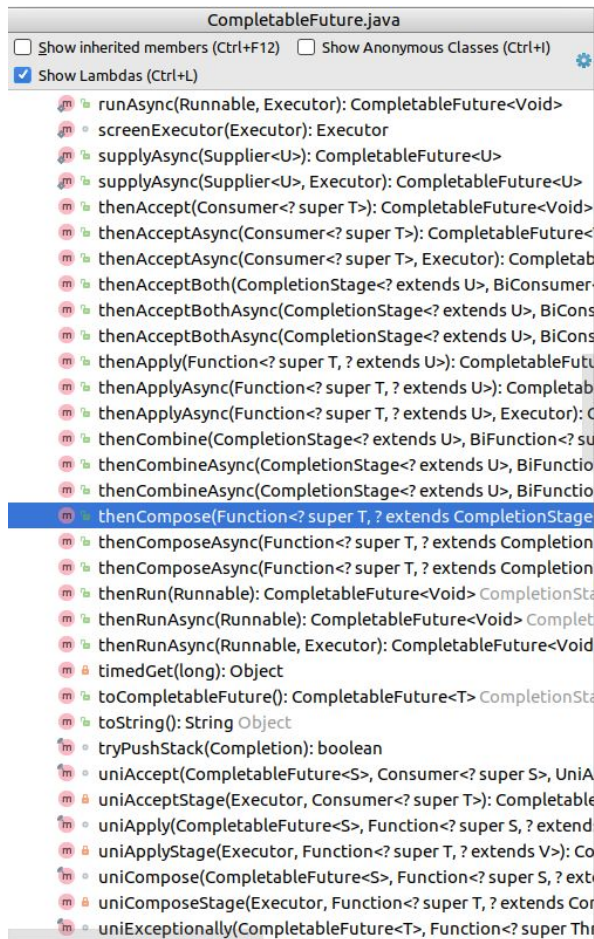 CompletableFuture.java
Show inherited members (Ctrl+F12) Show Anonymous Classes (Ctrl+I)
Show Lambdas (Ctrl+L)
m runAsync(Runnable, Executor): CompletableFuture<Void>
m screenExecutor(Executor): Executor
m supplyAsync(Supplier<U>): CompletableFuture<U>
m supplyAsync(Supplier<U>, Executor): CompletableFuture<U>
m thenAccept(Consumer<? super T>): CompletableFuture<Void>
m thenAcceptAsync(Consumer<? super T>): CompletableFuture<
m thenAcceptAsync(Consumer<? super T>, Executor): Completab
m thenAcceptBoth(CompletionStage<? extends U>, BiConsumer<
m thenAcceptBothAsync(CompletionStage<? extends U>, BiCons
m thenAcceptBothAsync(CompletionStage<? extends U>, BiCons
m thenApply(Function<? super T, ? extends U>): CompletableFutu
m thenApplyAsync(Function<? super T, ? extends U>): Completab
m thenApplyAsync(Function<? super T, ? extends U>, Executor): C
m thenCombine(CompletionStage<? extends U>, BiFunction<? su
m thenCombineAsync(CompletionStage<? extends U>, BiFunctio
m thenCombineAsync(CompletionStage<? extends U>, BiFunctio
m thenCompose(Function<? super T, ? extends CompletionStage
m thenComposeAsync(Function<? super T, ? extends Completion
m thenComposeAsync(Function<? super T, ? extends Completion
m thenRun(Runnable): CompletableFuture<Void> CompletionSta
m thenRunAsync(Runnable): CompletableFuture<Void> Complet
m thenRunAsync(Runnable, Executor): CompletableFuture<Void
m timedGet(long): Object
m toCompletableFuture(): CompletableFuture<T> CompletionSta
m toString(): String Object
m tryPushStack(Completion): boolean
m uniAccept(CompletableFuture<S>, Consumer<? super S>, UniA
m uniAcceptStage(Executor, Consumer<? super T>): Completable
m uniApply(CompletableFuture<S>, Function<? super S, ? extend
m uniApplyStage(Executor, Function<? super T, ? extends V>): Co
m uniCompose(CompletableFuture<S>, Function<? super S, ? exte
m uniComposeStage(Executor, Function<? super T, ? extends Cor
m uniExceptionally(CompletableFuture<T>, Function<? super Thr